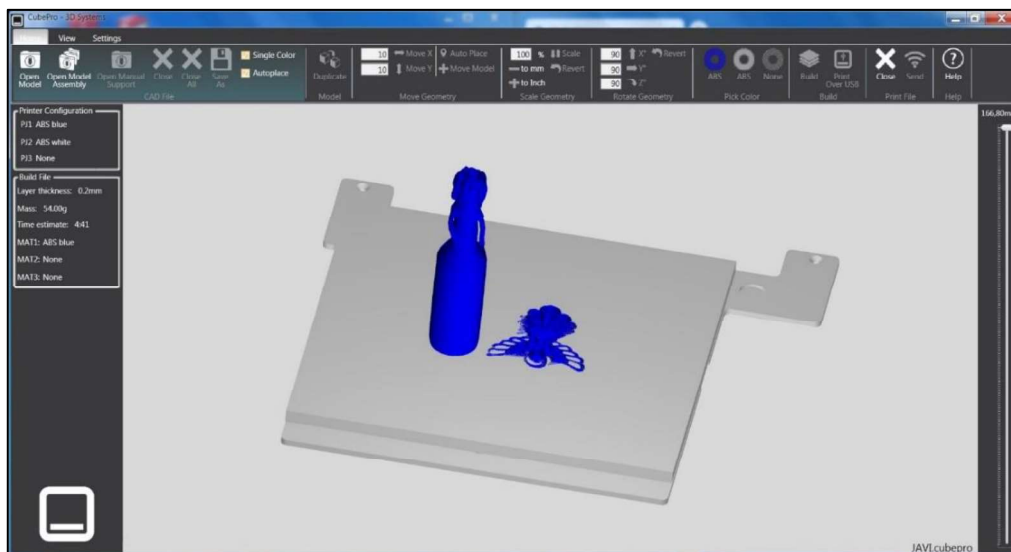 CubePro - 3D Systems
View Settings
Open Model
Open Model Assembly
Open Manual Support
Close
Close All
Save As
Single Color
Autoplace
CAD File
Duplicate
Model
10 Move X
10 Move Y
Auto Place
Move Model
Move Geometry
100 % Scale
to mm Revert
to Inch
Scale Geometry
90 X° Revert
90 Y°
90 Z°
Rotate Geometry
ABS ABS None
Pick Color
Build
Print Over USB
Build
Close Send
Print File
Help
Help
Printer Configuration
PJ1 ABS blue
PJ2 ABS white
PJ3 None
Build File
Layer thickness: 0.2mm
Mass: 54.00g
Time estimate: 4:41
MAT1: ABS blue
MAT2: None
MAT3: None
166,80m
JAVI.cubepro